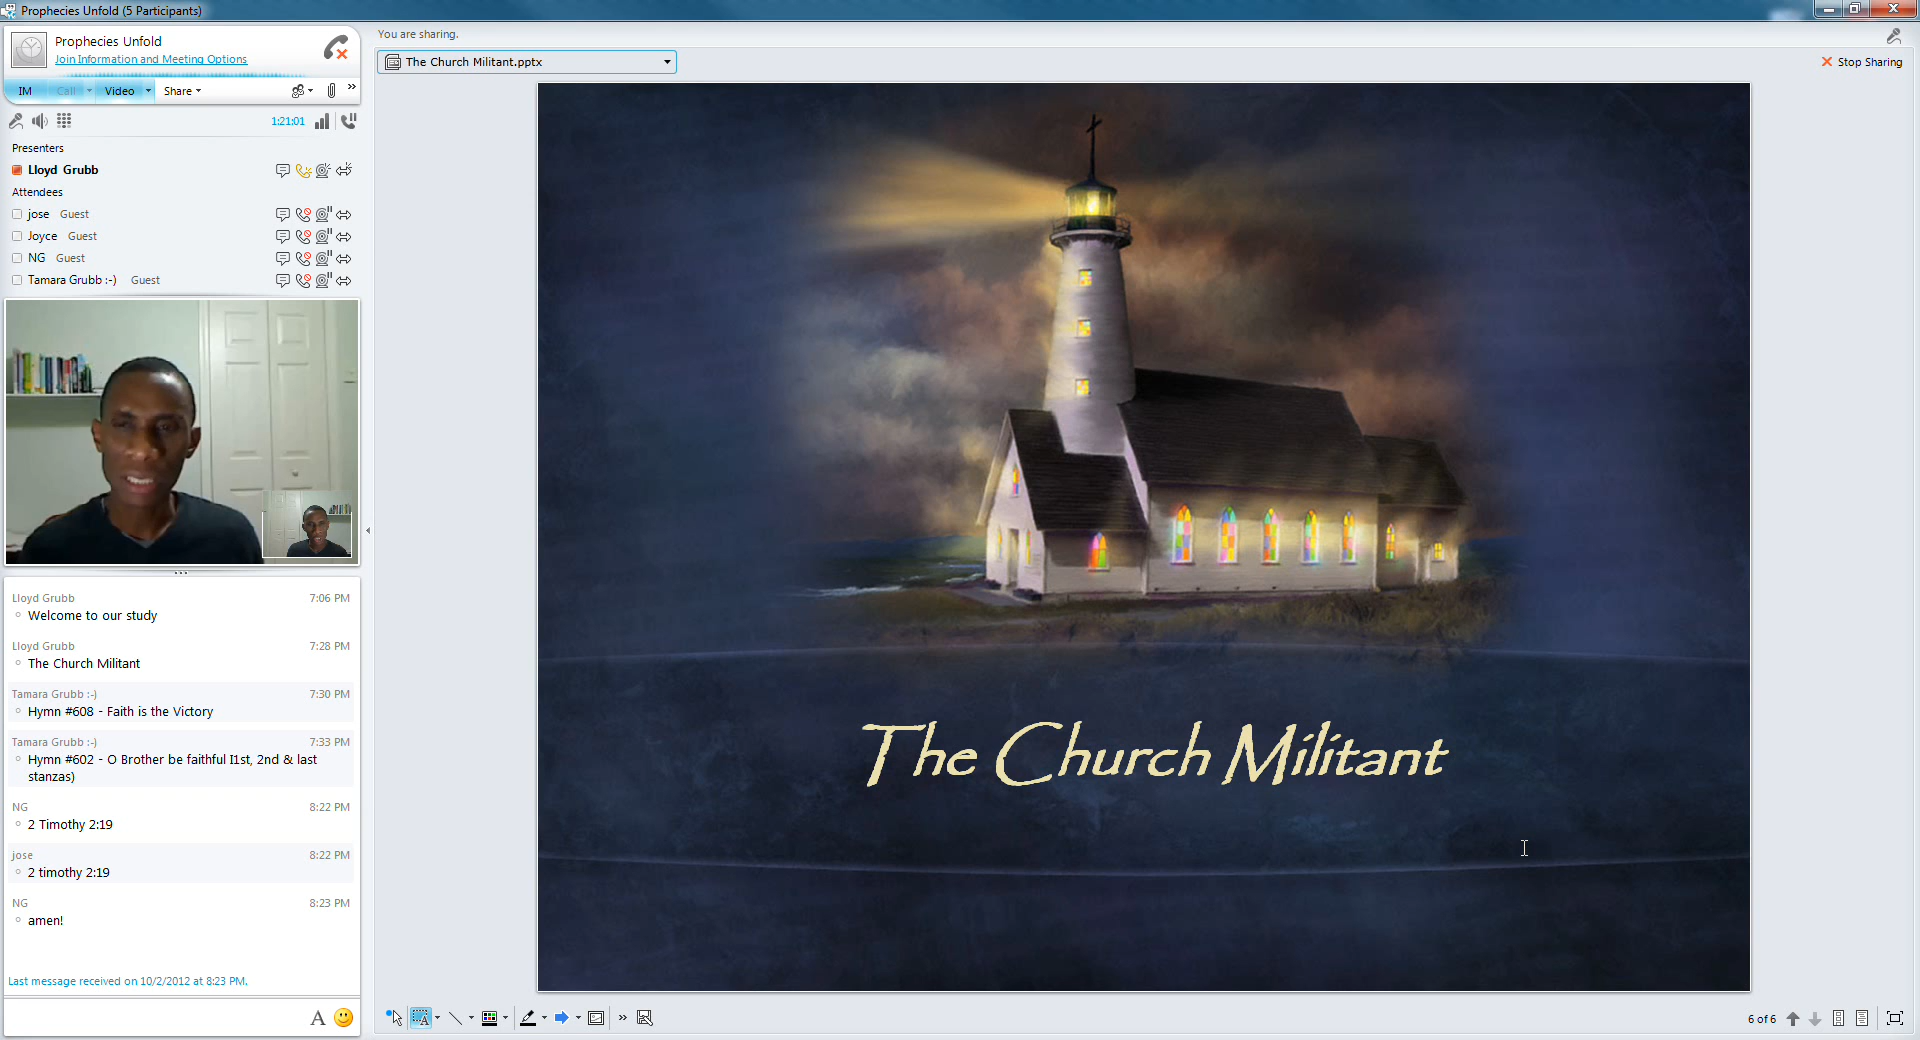 Prophecies Unfold (5 Participants)
Prophecies Unfold
Join Information and Meeting Options
IM Call Video Share
1:21:01
Presenters
Lloyd Grubb
Attendees
jose Guest
Joyce Guest
NG Guest
Tamara Grubb :-) Guest
Lloyd Grubb 7:06 PM
Welcome to our study
Lloyd Grubb 7:28 PM
The Church Militant
Tamara Grubb :-) 7:30 PM
Hymn #608 - Faith is the Victory
Tamara Grubb :-) 7:33 PM
Hymn #602 - O Brother be faithful I1st, 2nd & last
stanzas)
NG 8:22 PM
2 Timothy 2:19
jose 8:22 PM
2 timothy 2:19
NG 8:23 PM
amen!
Last message received on 10/2/2012 at 8:23 PM.
You are sharing.
The Church Militant.pptx
Stop Sharing
The Church Militant
6 of 6